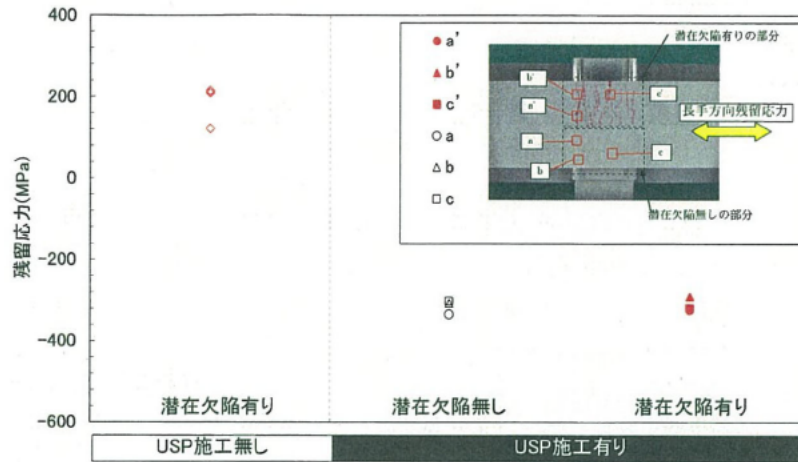 400
200
0
-200
-400
-600
残留応力(MPa)
a'
b'
c'
a
b
c
潜在欠陥有りの部分
b'
c'
a'
長手方向残留応力
a
b
c
潜在欠陥無しの部分
潜在欠陥有り
潜在欠陥無し
潜在欠陥有り
USP施工無し
USP施工有り